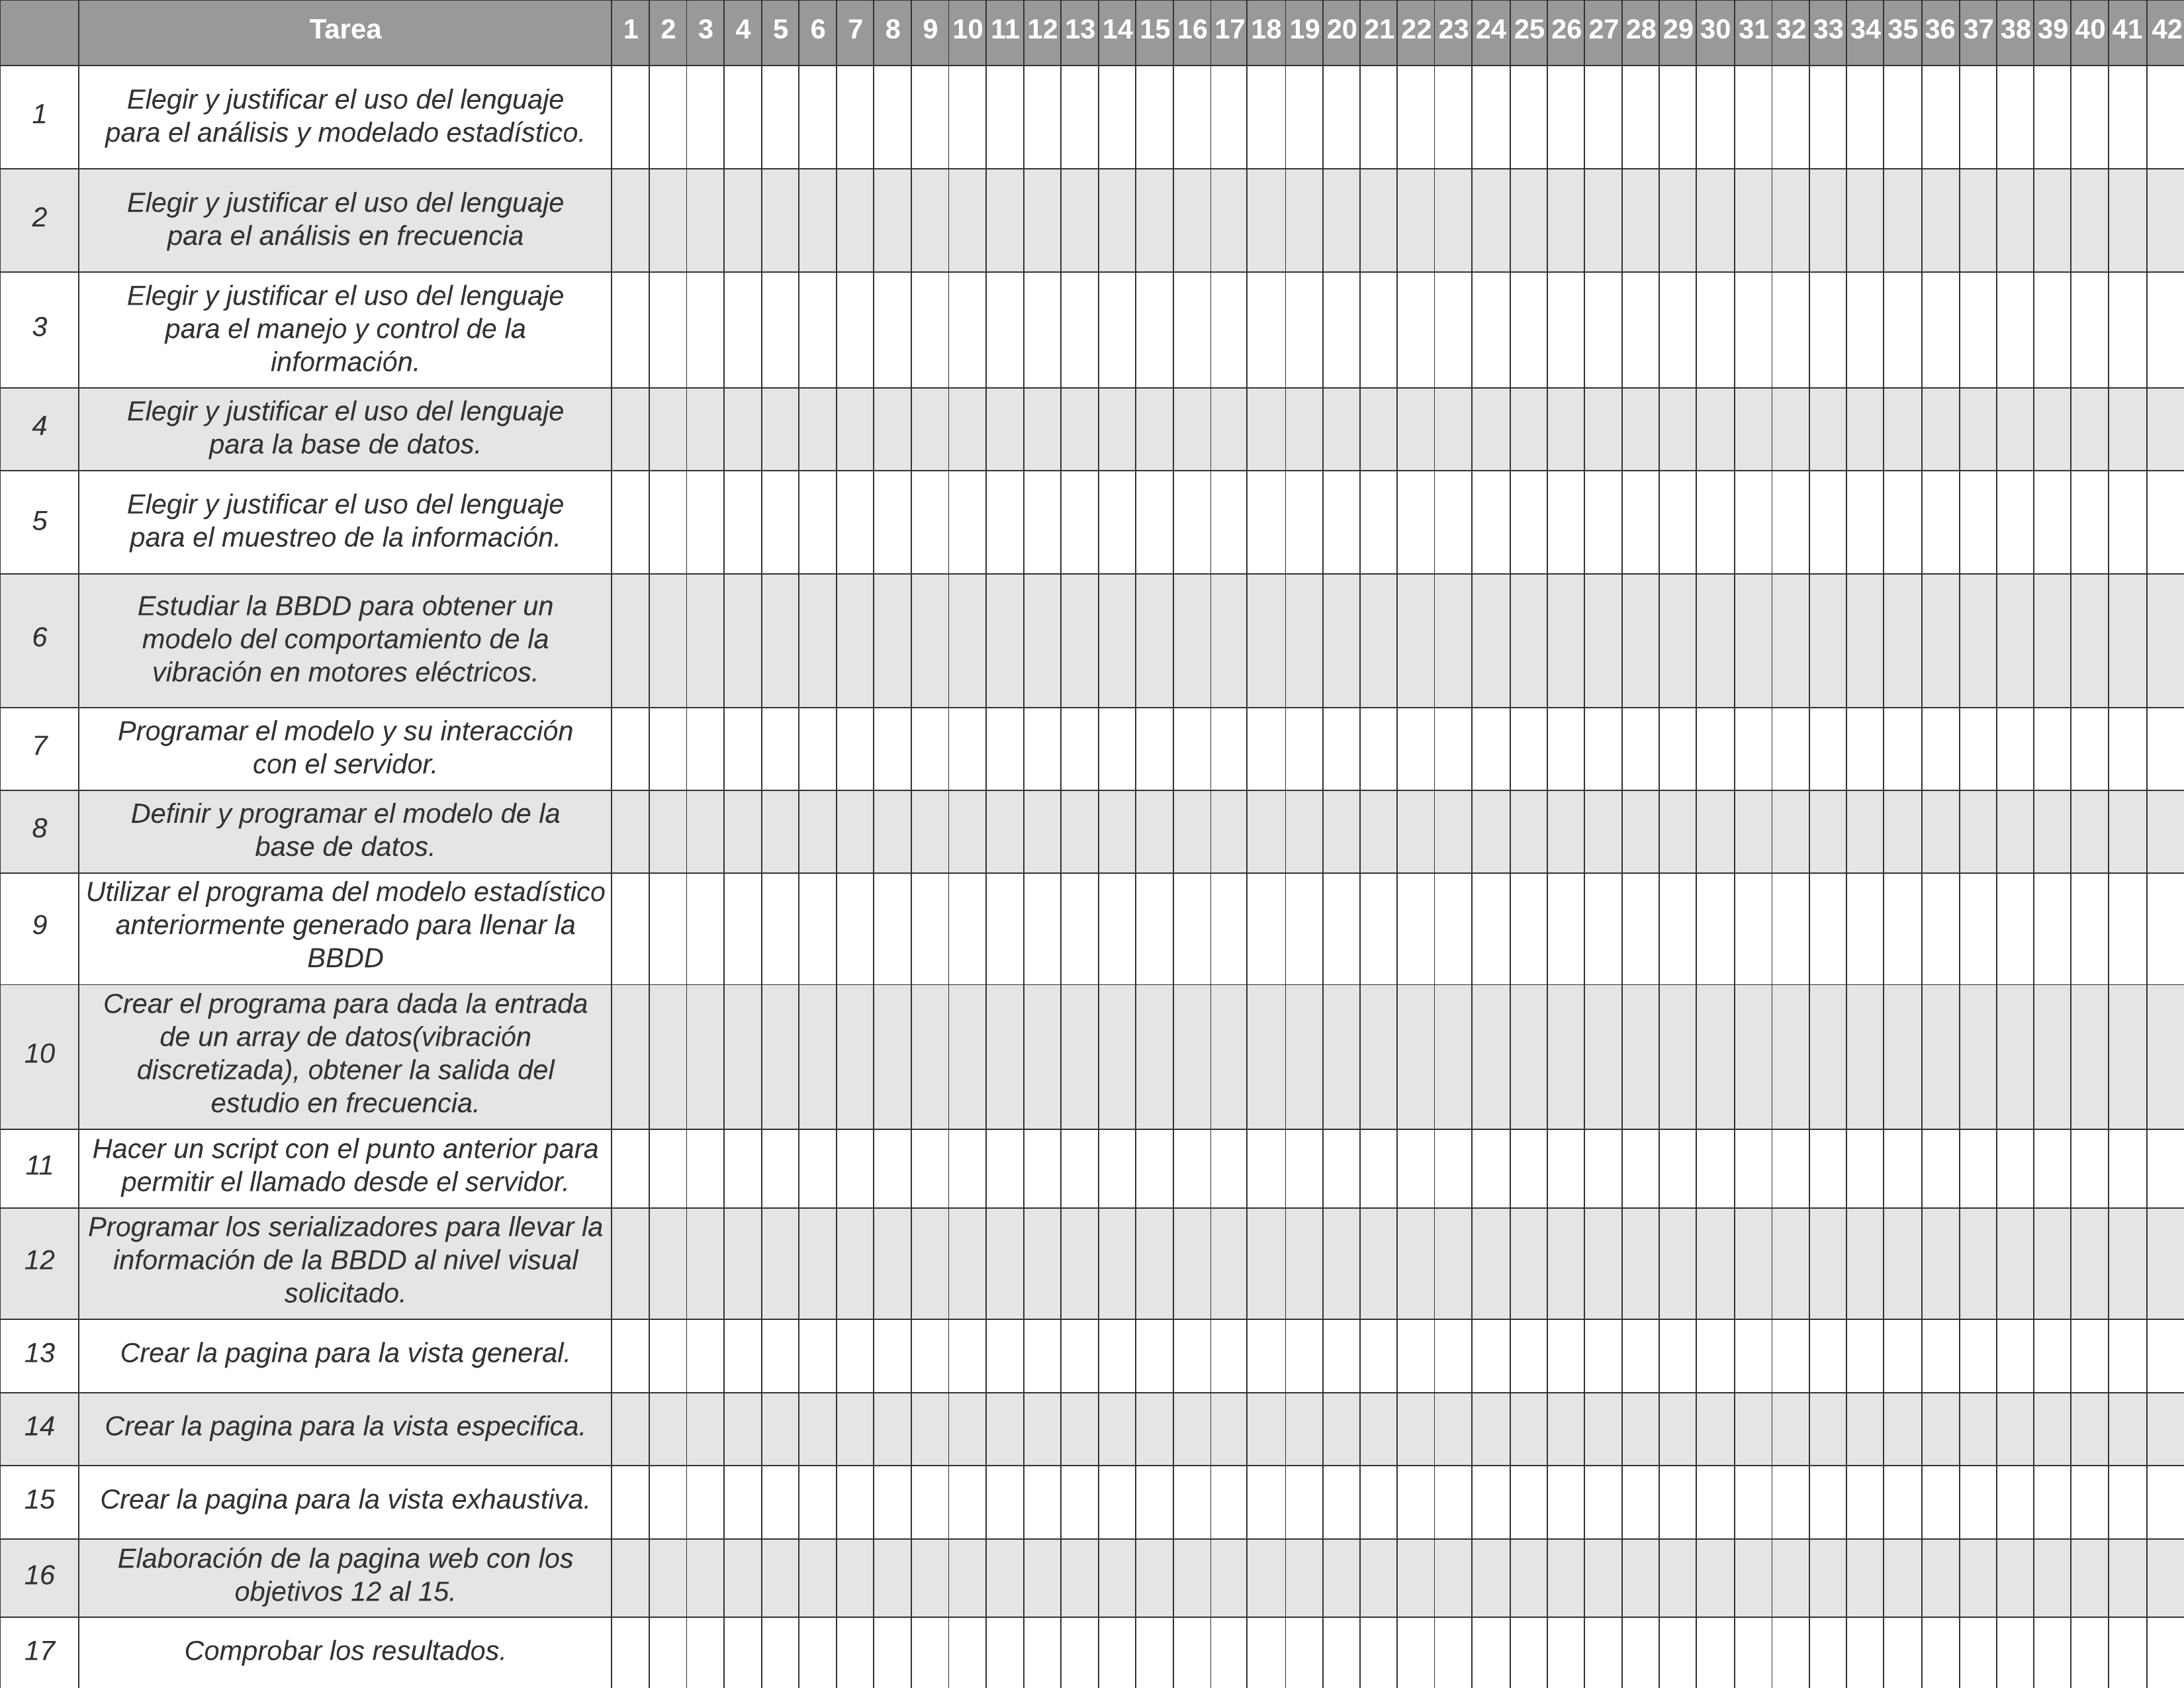 Tarea 1 2 3 4 5 6 7 8 9 10 11 12 13 14 15 16 17 18 19 20 21 22 23 24 25 26 27 28 29 30 31 32 33 34 35 36 37 38 39 40 41 42
1
Elegir y justificar el uso del lenguaje
para el análisis y modelado estadístico.
2
Elegir y justificar el uso del lenguaje
para el análisis en frecuencia
3
Elegir y justificar el uso del lenguaje
para el manejo y control de la
información.
4
Elegir y justificar el uso del lenguaje
para la base de datos.
5
Elegir y justificar el uso del lenguaje
para el muestreo de la información.
6
Estudiar la BBDD para obtener un
modelo del comportamiento de la
vibración en motores eléctricos.
7
Programar el modelo y su interacción
con el servidor.
8
Definir y programar el modelo de la
base de datos.
9
Utilizar el programa del modelo estadístico
anteriormente generado para llenar la
BBDD
10
Crear el programa para dada la entrada
de un array de datos(vibración
discretizada), obtener la salida del
estudio en frecuencia.
11
Hacer un script con el punto anterior para
permitir el llamado desde el servidor.
12
Programar los serializadores para llevar la
información de la BBDD al nivel visual
solicitado.
13
Crear la pagina para la vista general.
14
Crear la pagina para la vista especifica.
15
Crear la pagina para la vista exhaustiva.
16
Elaboración de la pagina web con los
objetivos 12 al 15.
17
Comprobar los resultados.